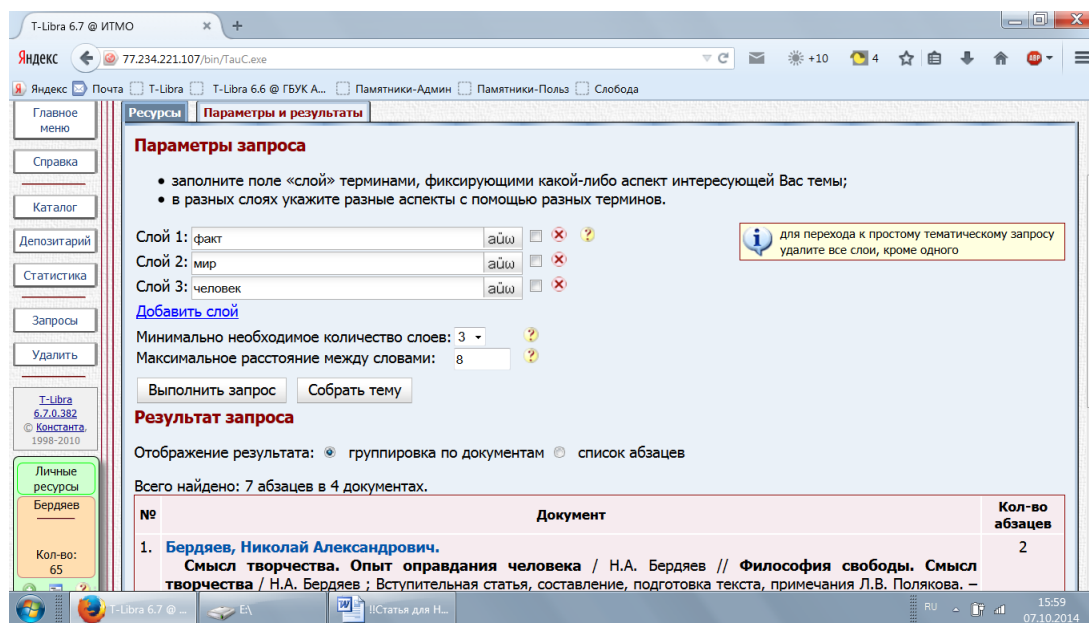 T-Libra 6.7 @ ИТМО
Яндекс 77.234.221.107/bin/TauC.exe +10 4 ABP
Яндекс Почта T-Libra T-Libra 6.6 @ ГБУК А... Памятники-Админ Памятники-Польз Слобода
Главное меню
Справка
Каталог
Депозитарий
Статистика
Запросы
Удалить
T-Libra
6.7.0.382
© Константа,
1998-2010
Личные
ресурсы
Бердяев
Кол-во:
65
Ресурсы Параметры и результаты
Параметры запроса
• заполните поле «слой» терминами, фиксирующими какой-либо аспект интересующей Вас темы;
• в разных слоях укажите разные аспекты с помощью разных терминов.
Слой 1: факт аüω
Слой 2: мир аüω
Слой 3: человек аüω
для перехода к простому тематическому запросу
удалите все слои, кроме одного
Добавить слой
Минимально необходимое количество слоев: 3
Максимальное расстояние между словами: 8
Выполнить запрос Собрать тему
Результат запроса
Отображение результата: группировка по документам список абзацев
Всего найдено: 7 абзацев в 4 документах.
№ Документ Кол-во абзацев
1. Бердяев, Николай Александрович. 2
Смысл творчества. Опыт оправдания человека / Н.А. Бердяев // Философия свободы. Смысл
творчества / Н.А. Бердяев ; Вступительная статья, составление, подготовка текста, примечания Л.В. Полякова. –
T-Libra 6.7 @ ... E:\ !!Статья для Н... RU 15:59
07.10.2014